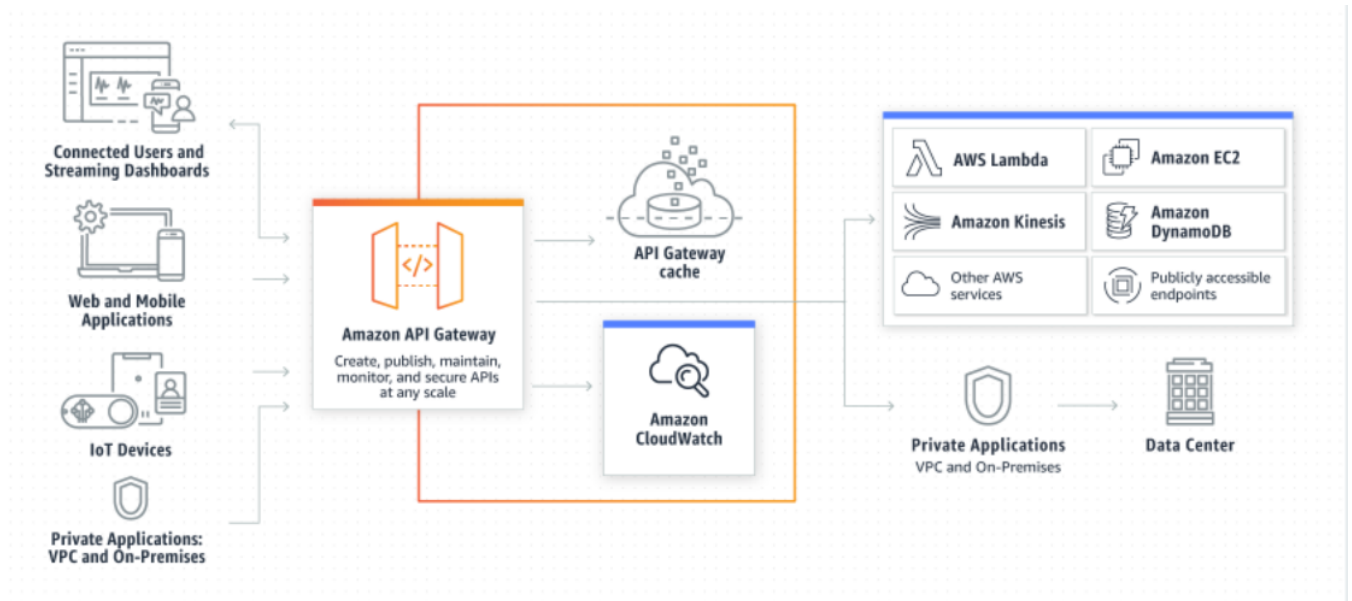 Connected Users and
Streaming Dashboards
Web and Mobile
Applications
IoT Devices
Private Applications:
VPC and On-Premises
</>
Amazon API Gateway
Create, publish, maintain,
monitor, and secure APIs
at any scale
API Gateway
cache
Amazon
CloudWatch
AWS Lambda
Amazon EC2
Amazon Kinesis
Amazon
DynamoDB
Other AWS
services
Publicly accessible
endpoints
Private Applications
VPC and On-Premises
Data Center